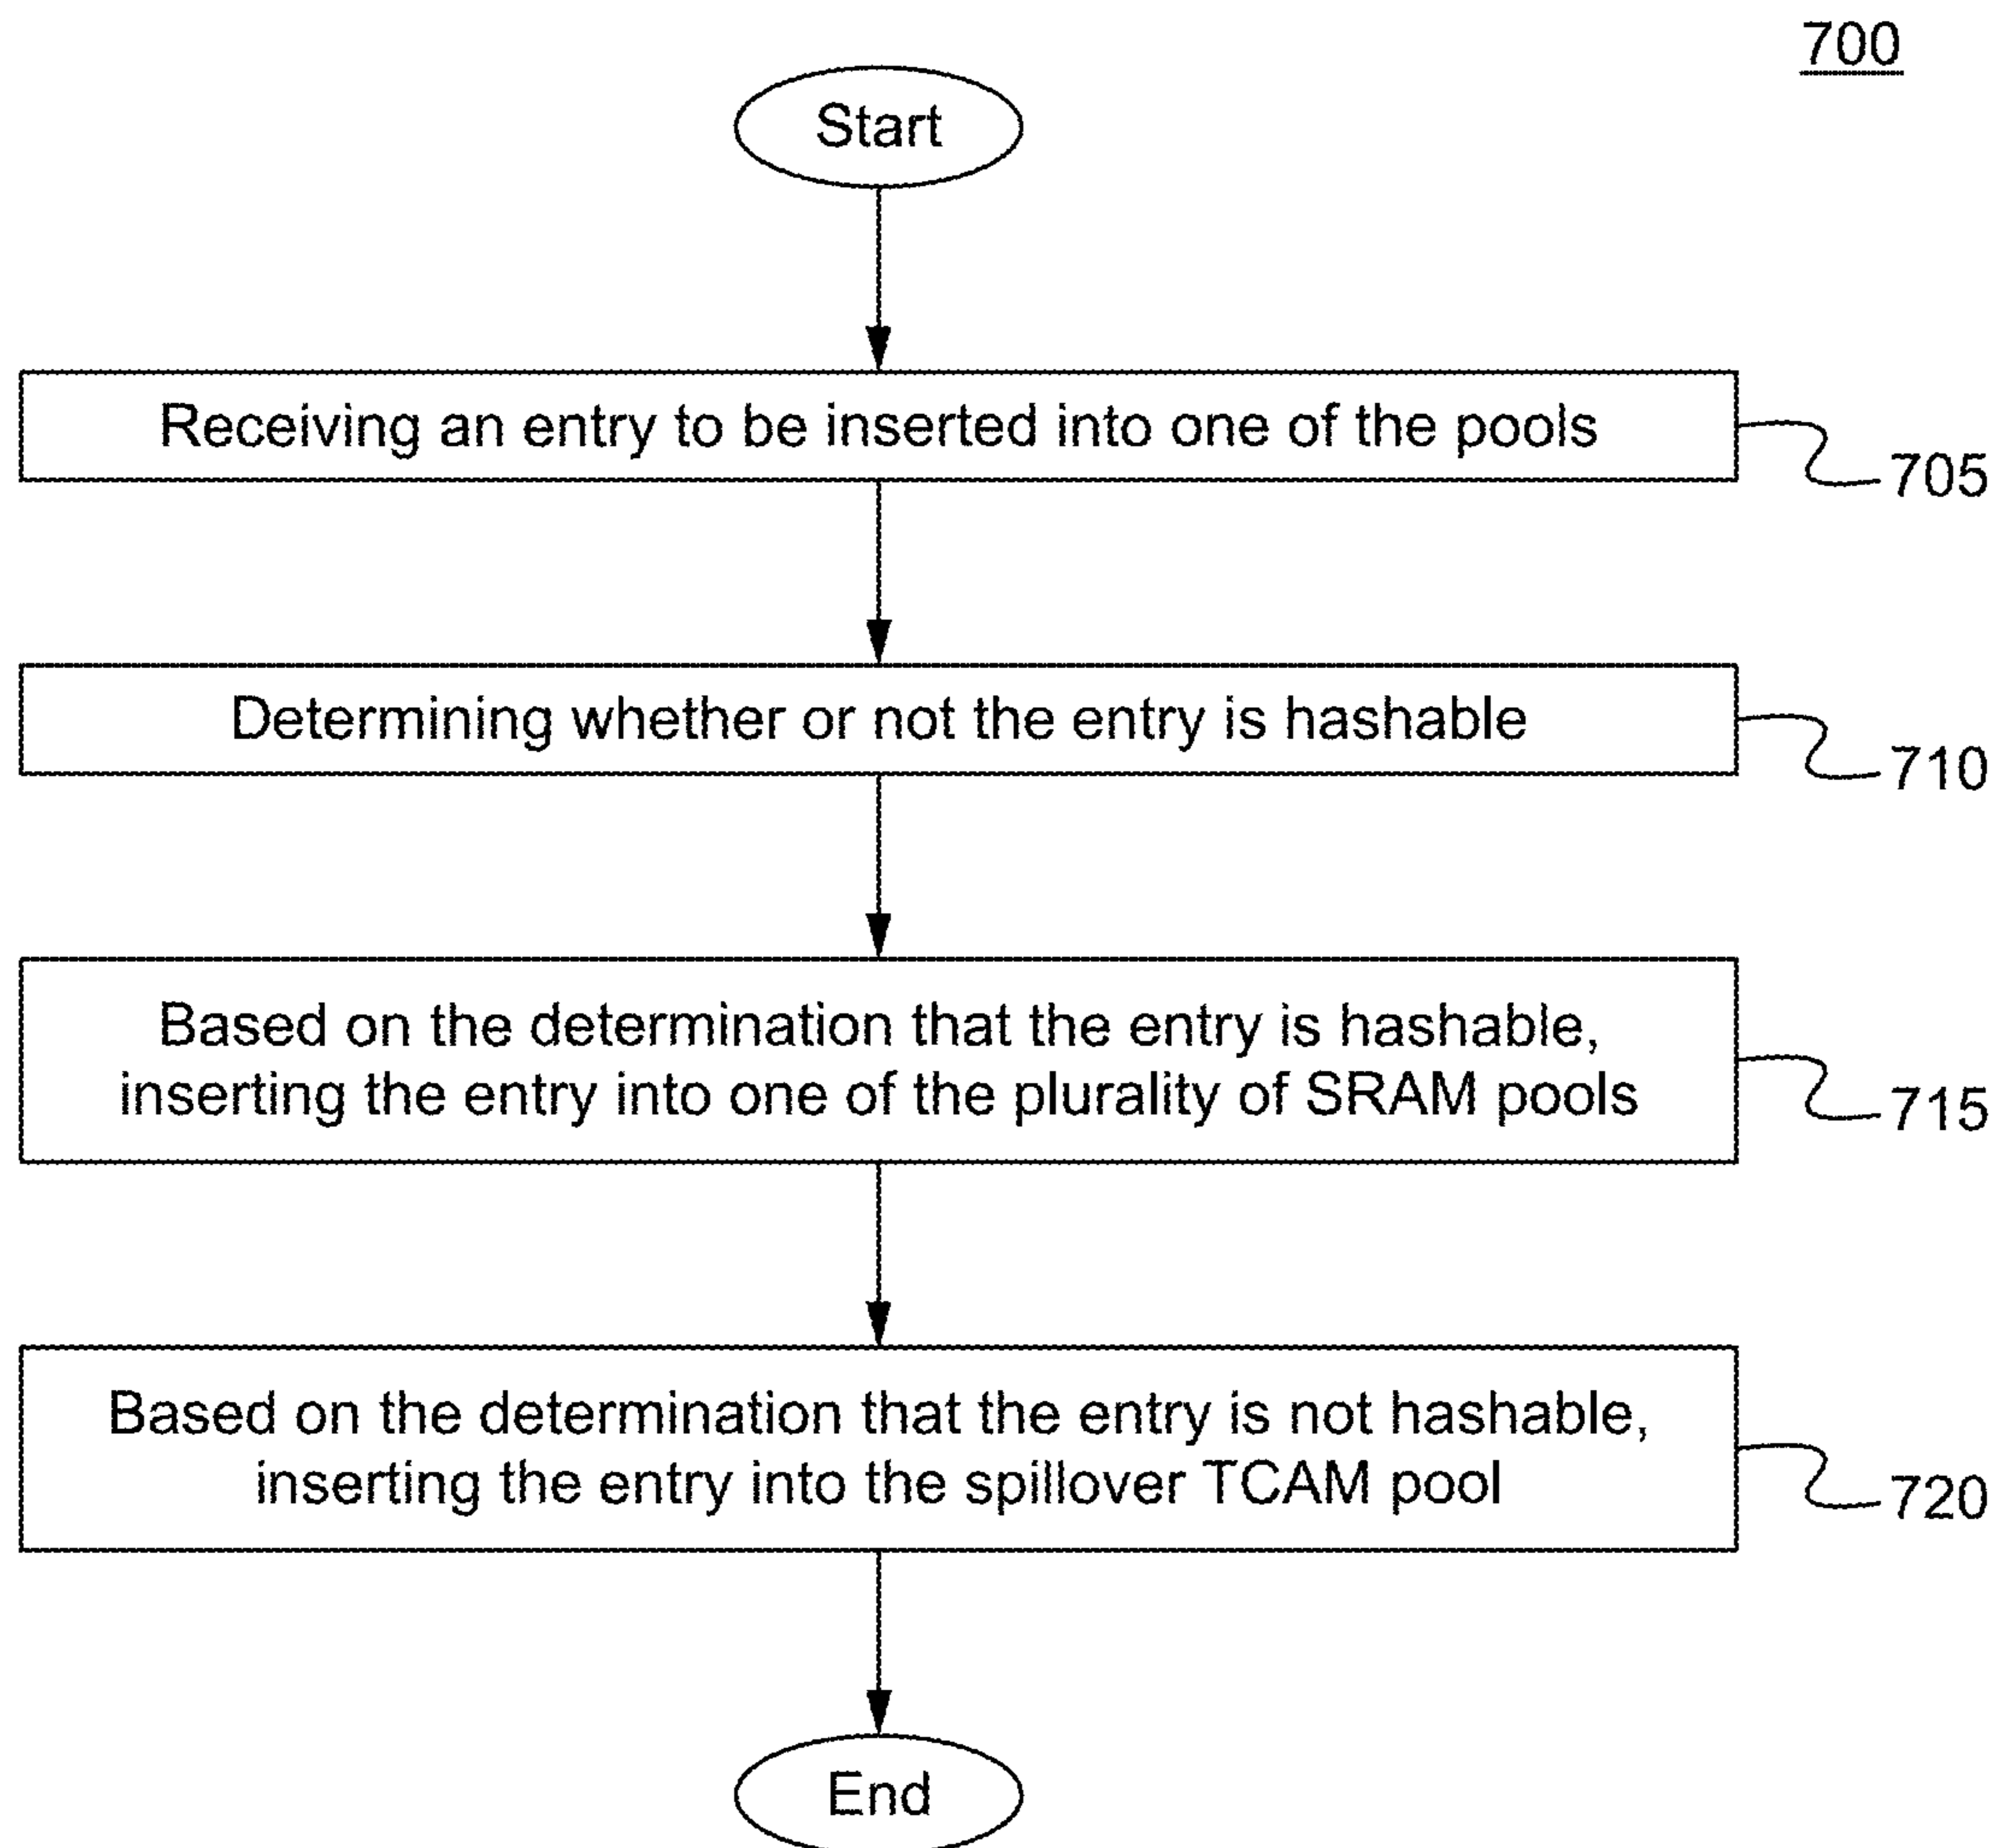 700
Start
Receiving an entry to be inserted into one of the pools
705
Determining whether or not the entry is hashable
710
Based on the determination that the entry is hashable,
inserting the entry into one of the plurality of SRAM pools
715
Based on the determination that the entry is not hashable,
inserting the entry into the spillover TCAM pool
720
End